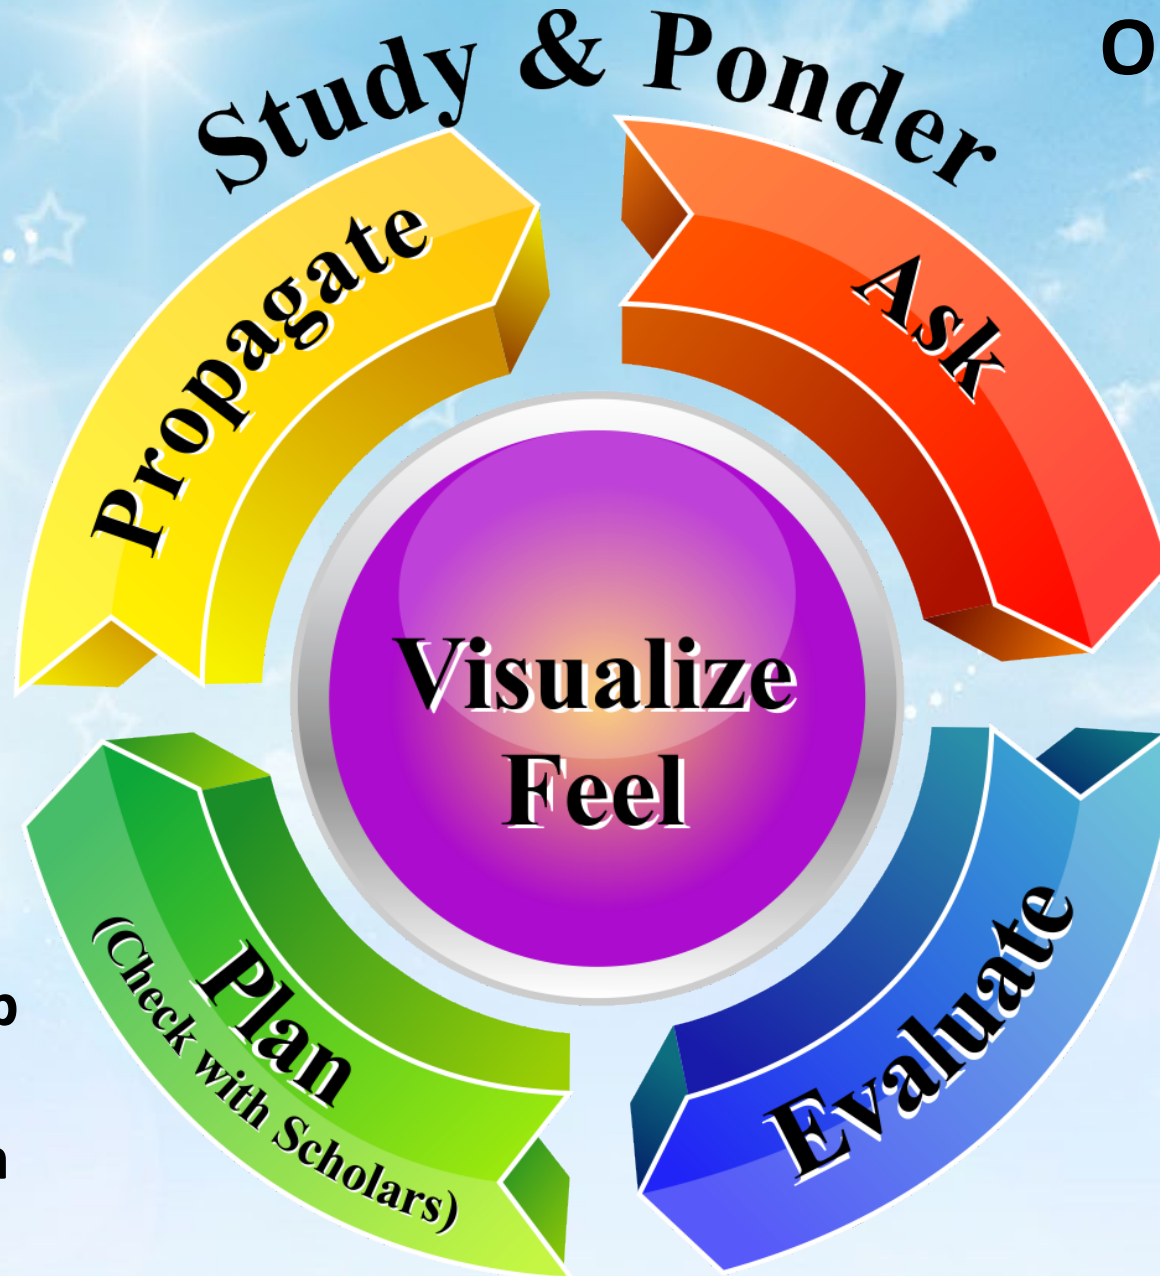 Study & Ponder
O
Propagate
Ask
Visualize
Feel
Plan
(Check with Scholars)
Evaluate